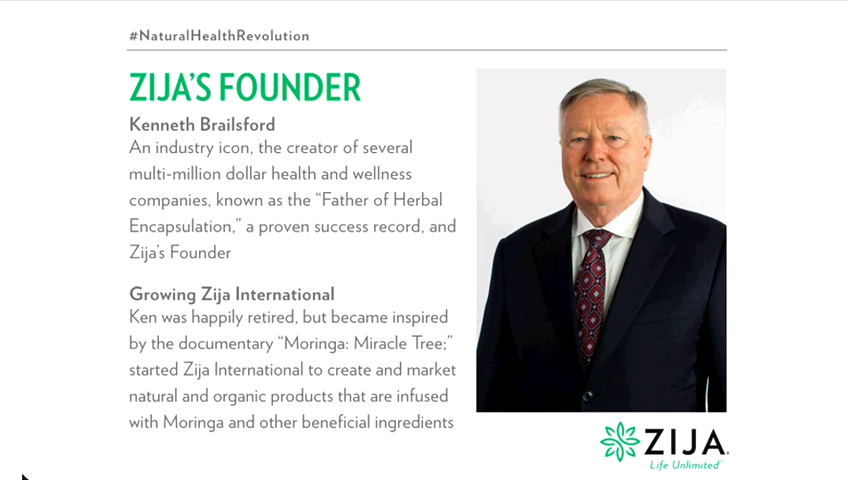 #NaturalHealthRevolution
ZIJA'S FOUNDER
Kenneth Brailsford
An industry icon, the creator of several
multi-million dollar health and wellness
companies, known as the “Father of Herbal
Encapsulation,” a proven success record, and
Zija's Founder
Growing Zija International
Ken was happily retired, but became inspired
by the documentary “Moringa: Miracle Tree;”
started Zija International to create and market
natural and organic products that are infused
with Moringa and other beneficial ingredients
ZIJA.
Life Unlimited™